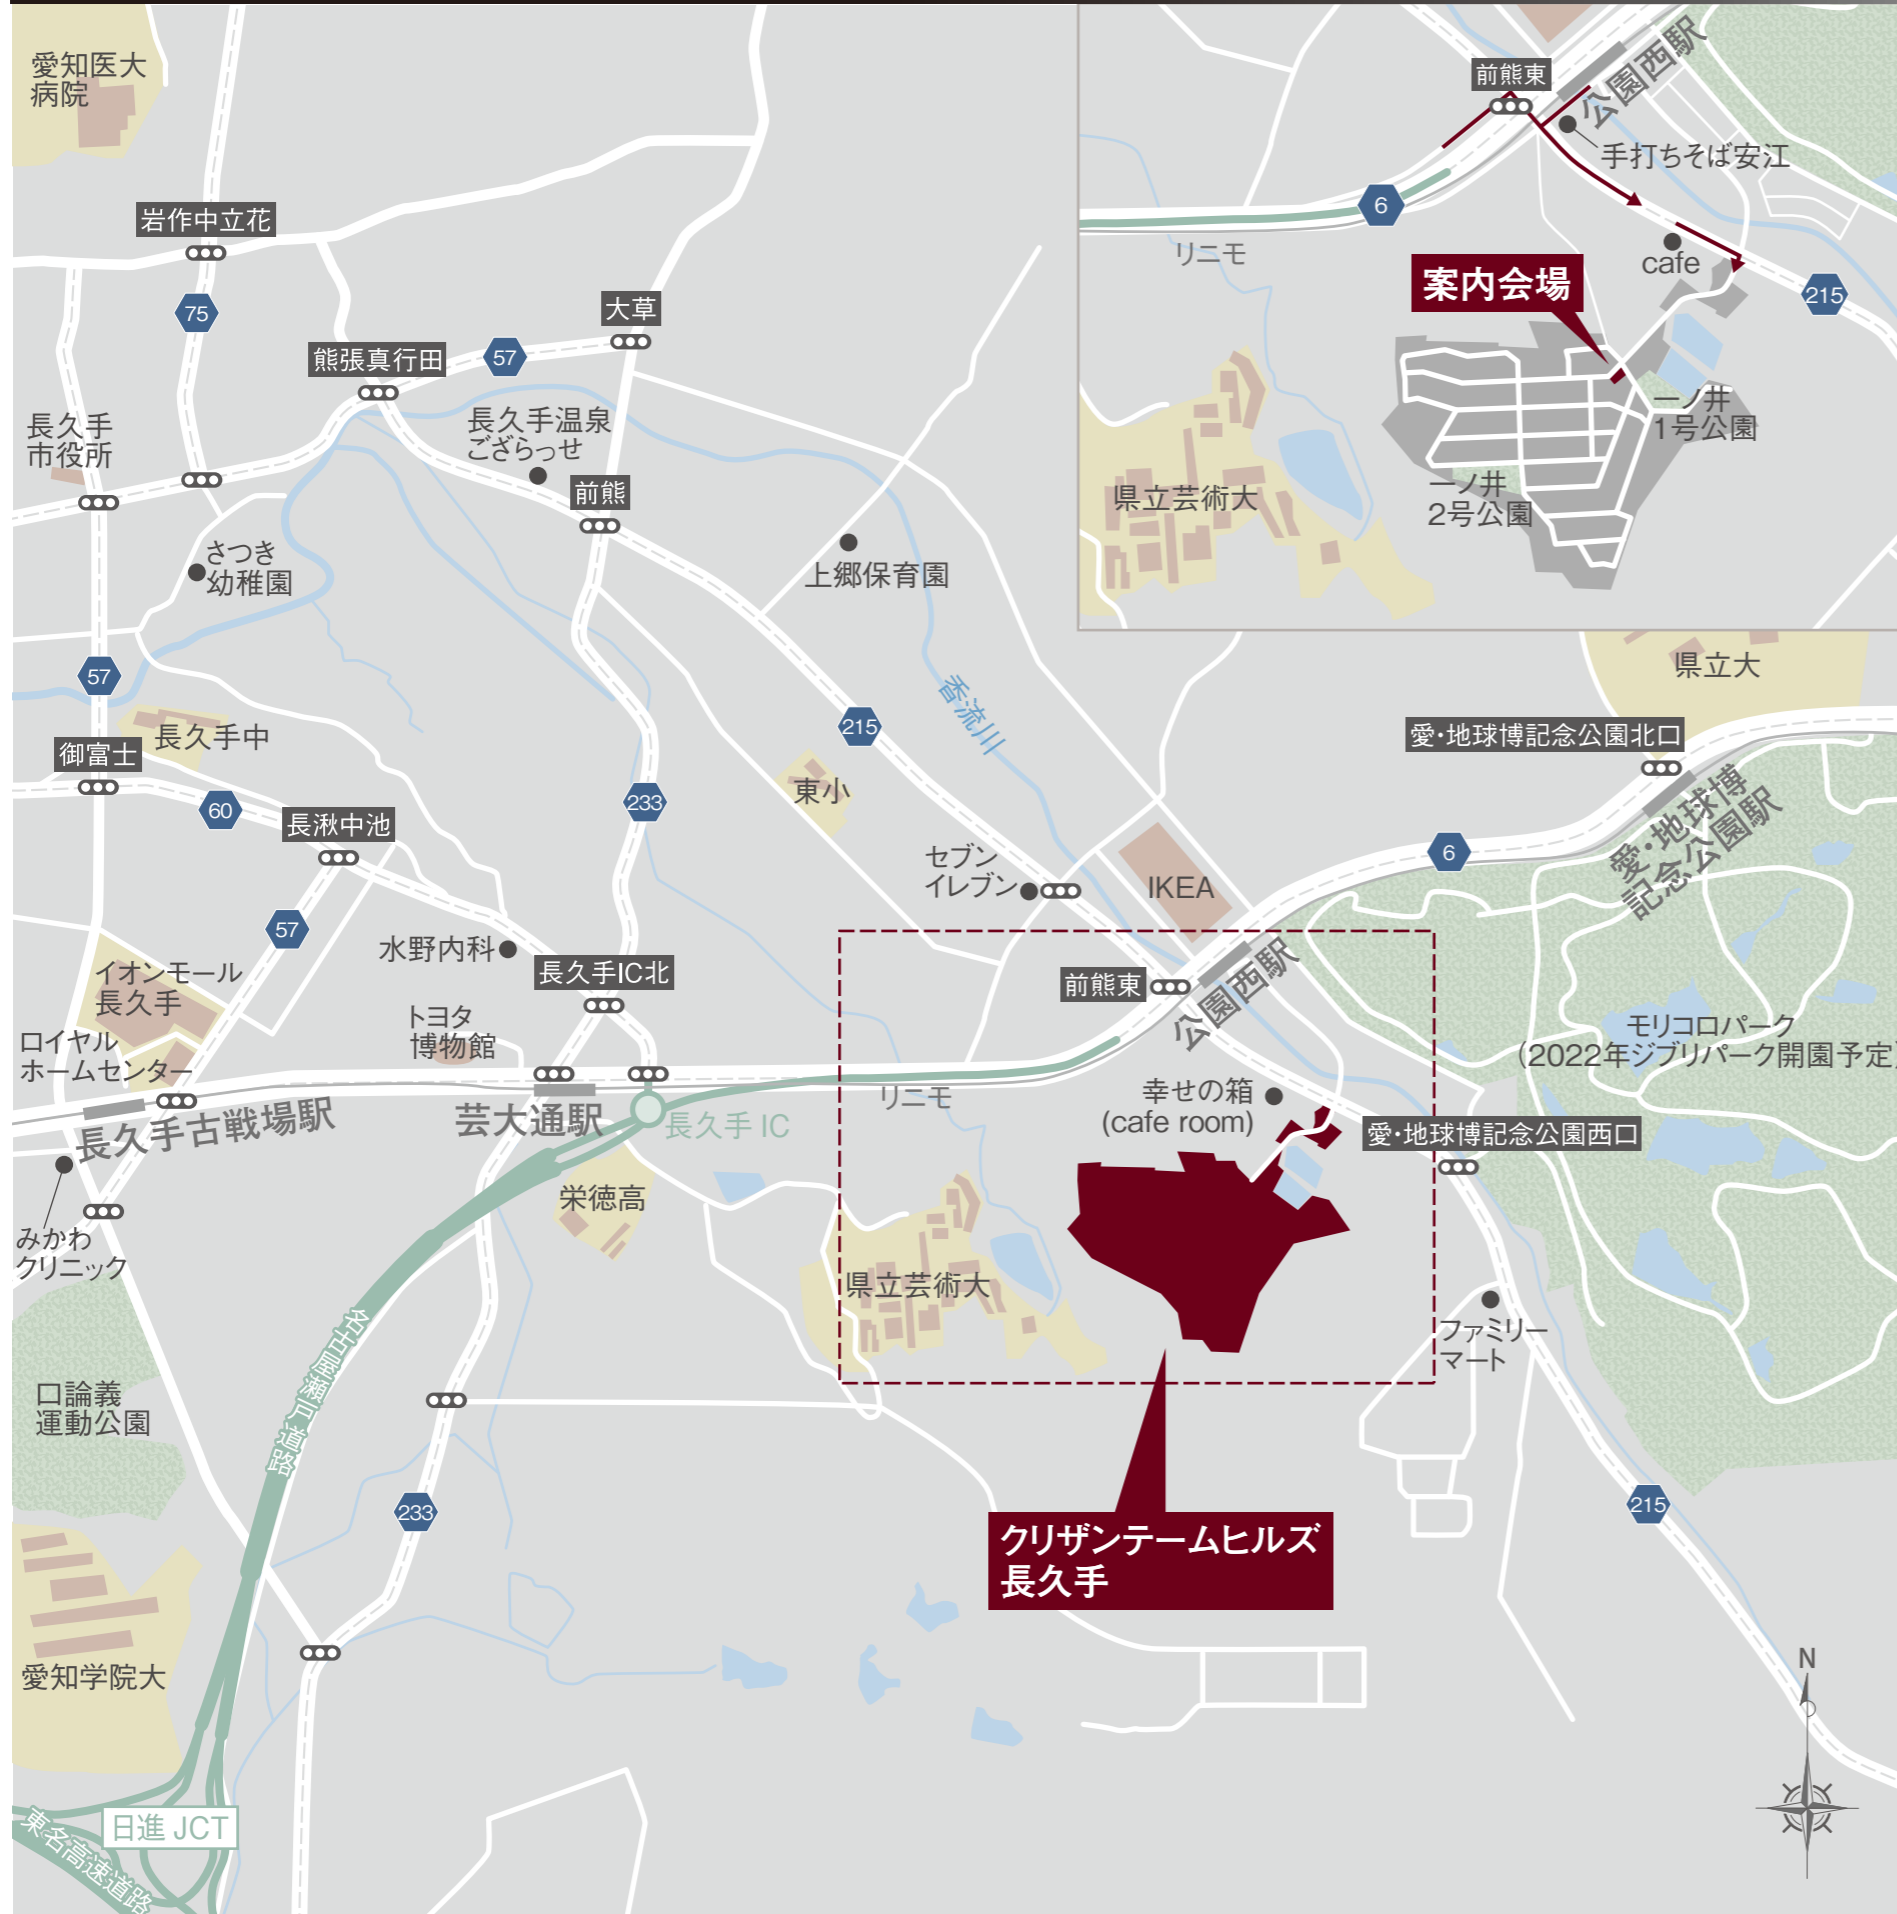 愛知医大
病院
岩作中立花
75
大草
熊張真行田
57
長久手
市役所
長久手温泉
ござらっせ
前熊
さつき
幼稚園
上郷保育園
57
長久手中
御富士
60
長湫中池
215
香流川
233
東小
セブン
イレブン
IKEA
57
水野内科
長久手IC北
イオンモール
長久手
トヨタ
博物館
ロイヤル
ホームセンター
長久手古戦場駅
芸大通駅
長久手 IC
リニモ
みかわ
クリニック
栄徳高
県立芸術大
口論義
運動公園
名古屋瀬戸道路
233
愛知学院大
日進 JCT
東名高速道路
前熊東
公園西駅
幸せの箱
(cafe room)
愛・地球博記念公園西口
ファミリー
マート
クリザンテームヒルズ
長久手
215
モリコロパーク
(2022年ジブリパーク開園予定)
6
愛・地球博
記念公園駅
愛・地球博記念公園北口
県立大
N
前熊東
公園西駅
手打ちそば安江
6
リニモ
cafe
案内会場
215
一ノ井
1号公園
一ノ井
2号公園
県立芸術大